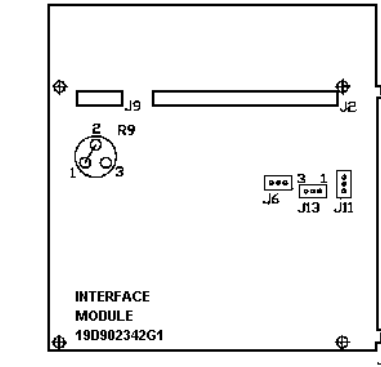 J9
J2
2
R9
1
3
3 1
J6
J13
J11
INTERFACE
MODULE
19D902342G1